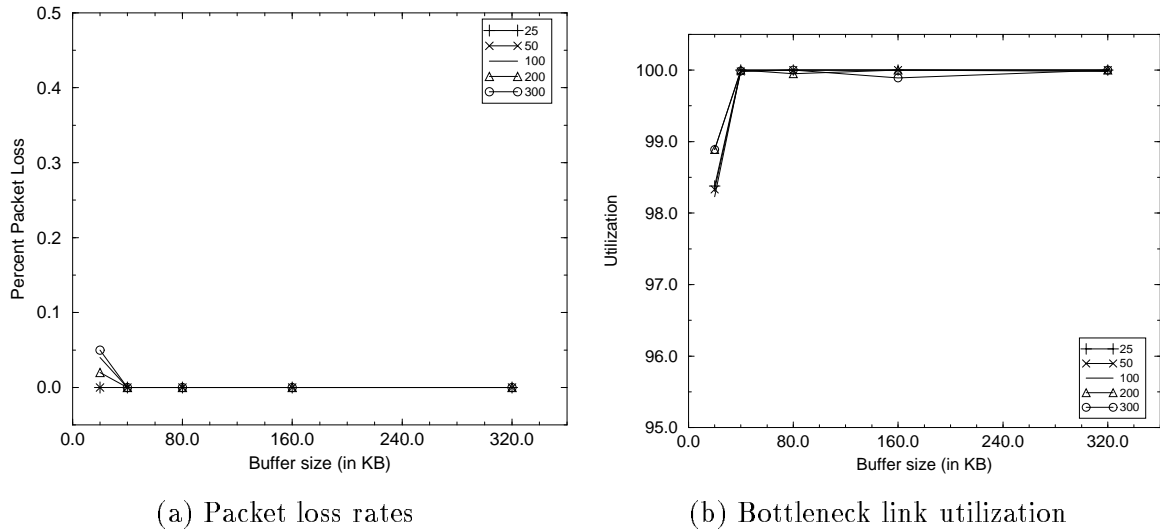 0.5
0.4
0.3
0.2
0.1
0.0
Percent Packet Loss
0.0 80.0 160.0 240.0 320.0
Buffer size (in KB)
25
50
100
200
300
(a) Packet loss rates
100.0
99.0
98.0
97.0
96.0
95.0
Utilization
0.0 80.0 160.0 240.0 320.0
Buffer size (in KB)
25
50
100
200
300
(b) Bottleneck link utilization